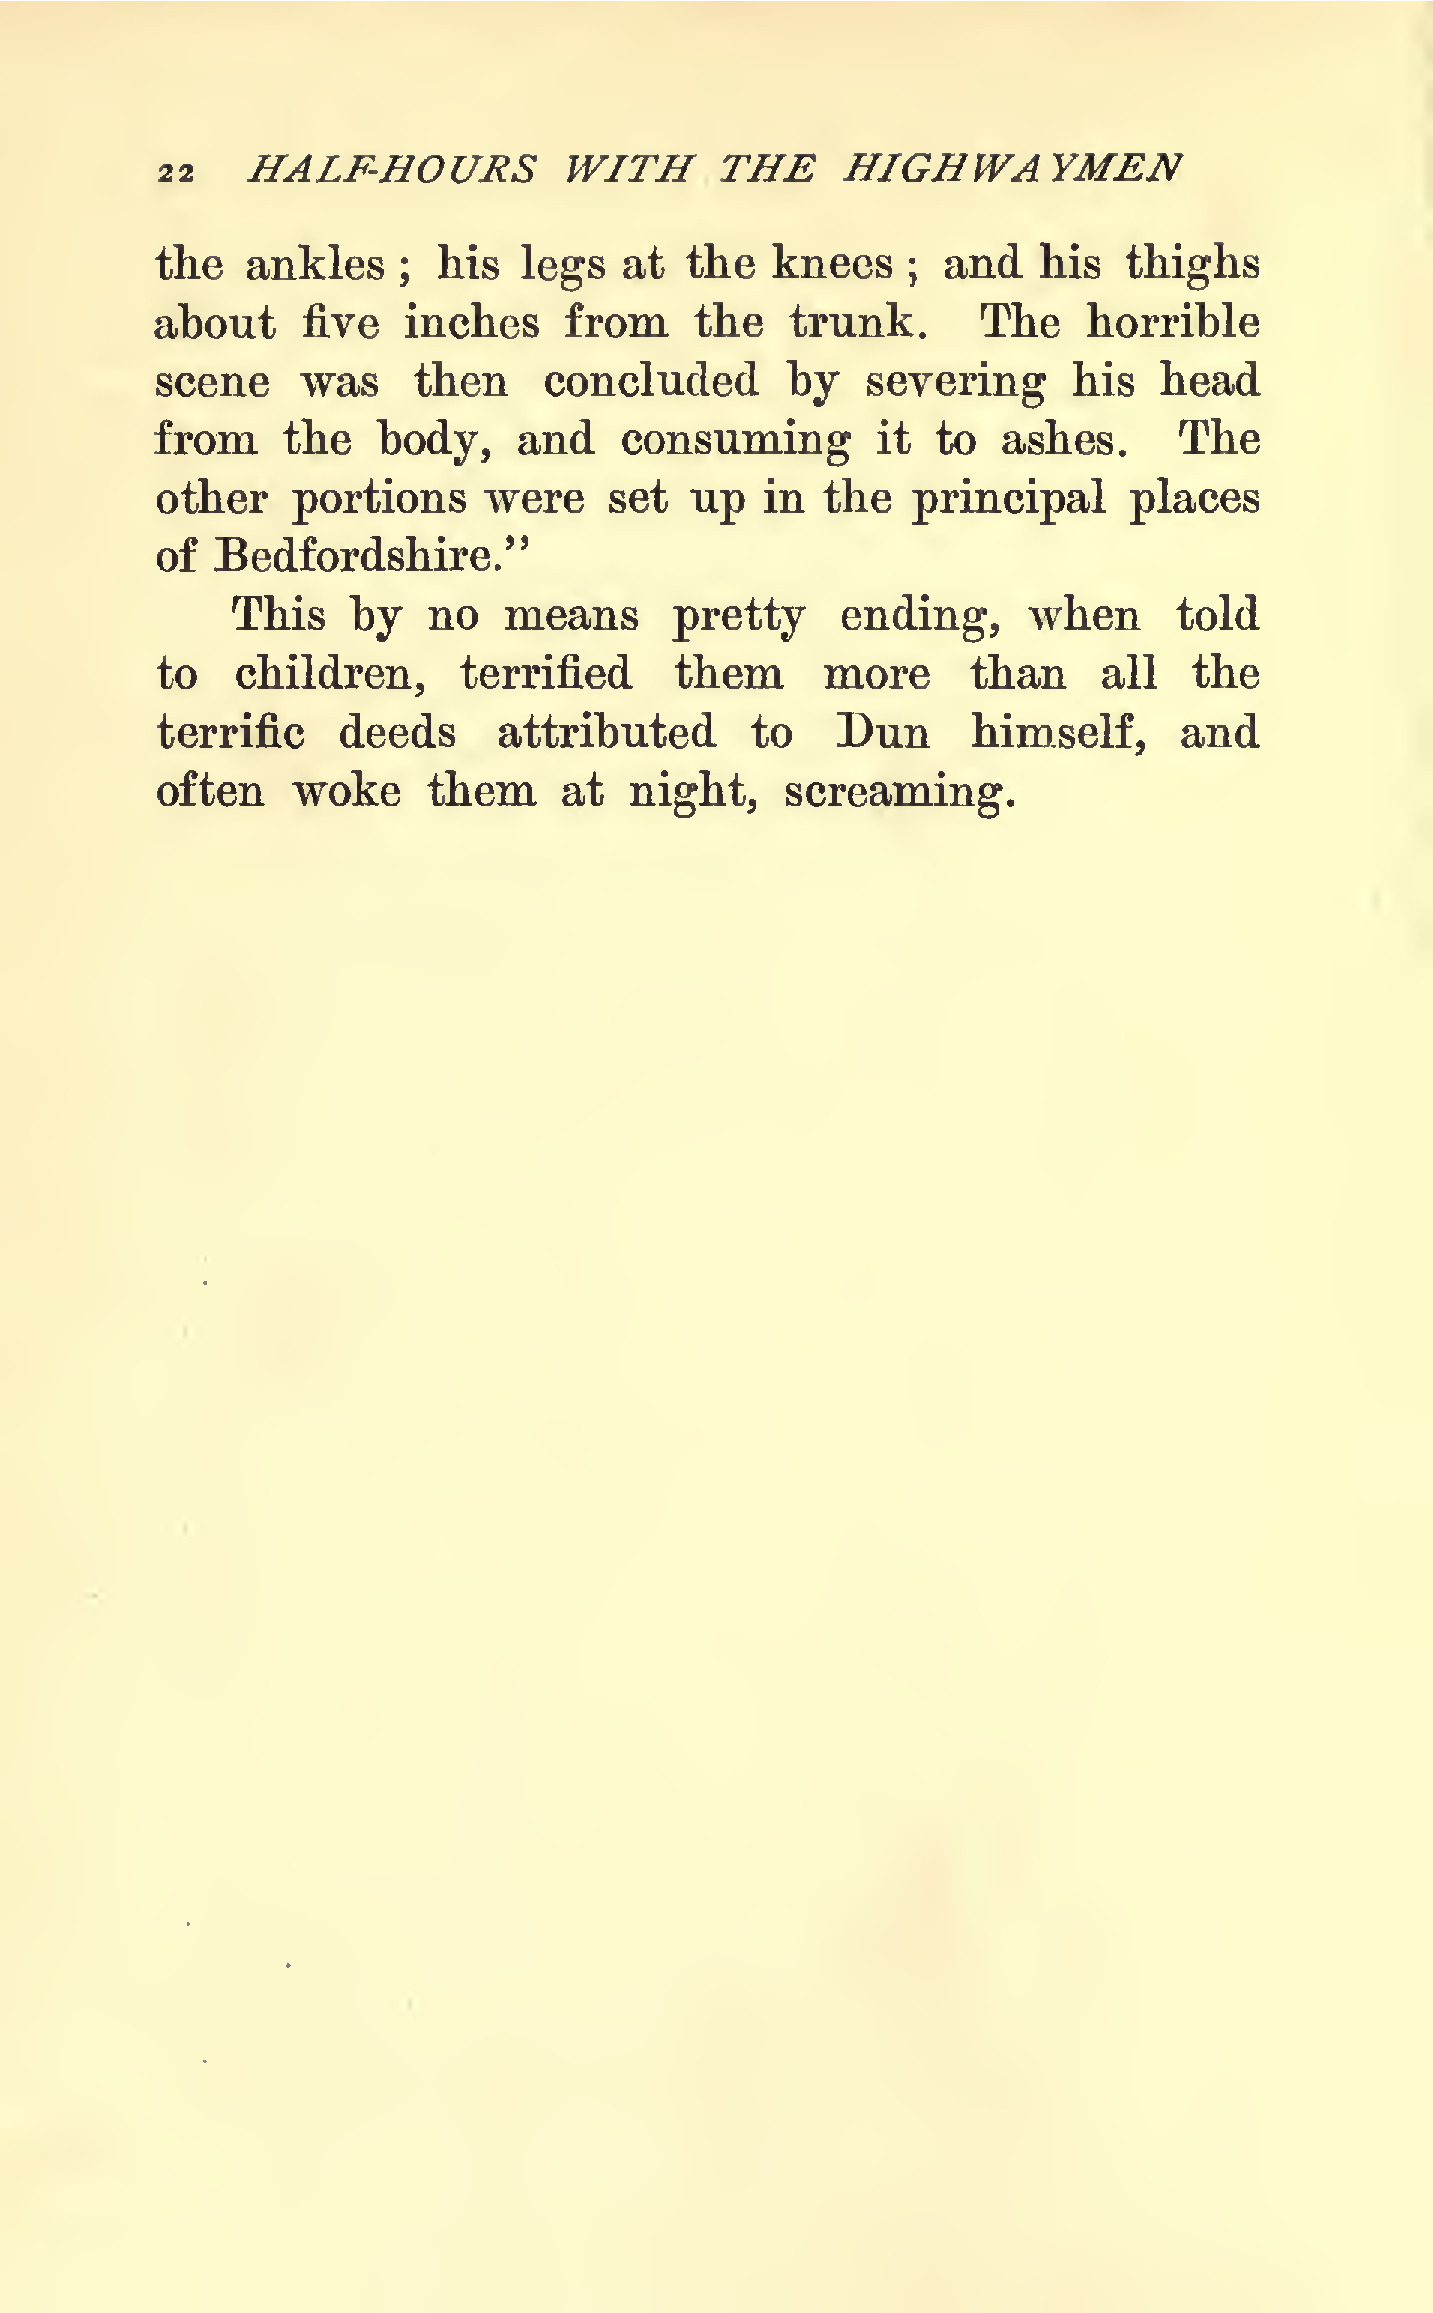 22 HALF-HOURS WITH THE HIGHWAYMEN
the ankles ; his legs at the knees ; and his thighs
about five inches from the trunk. The horrible
scene was then concluded by severing his head
from the body, and consuming it to ashes. The
other portions were set up in the principal places
of Bedfordshire.”
This by no means pretty ending, when told
to children, terrified them more than all the
terrific deeds attributed to Dun himself, and
often woke them at night, screaming.